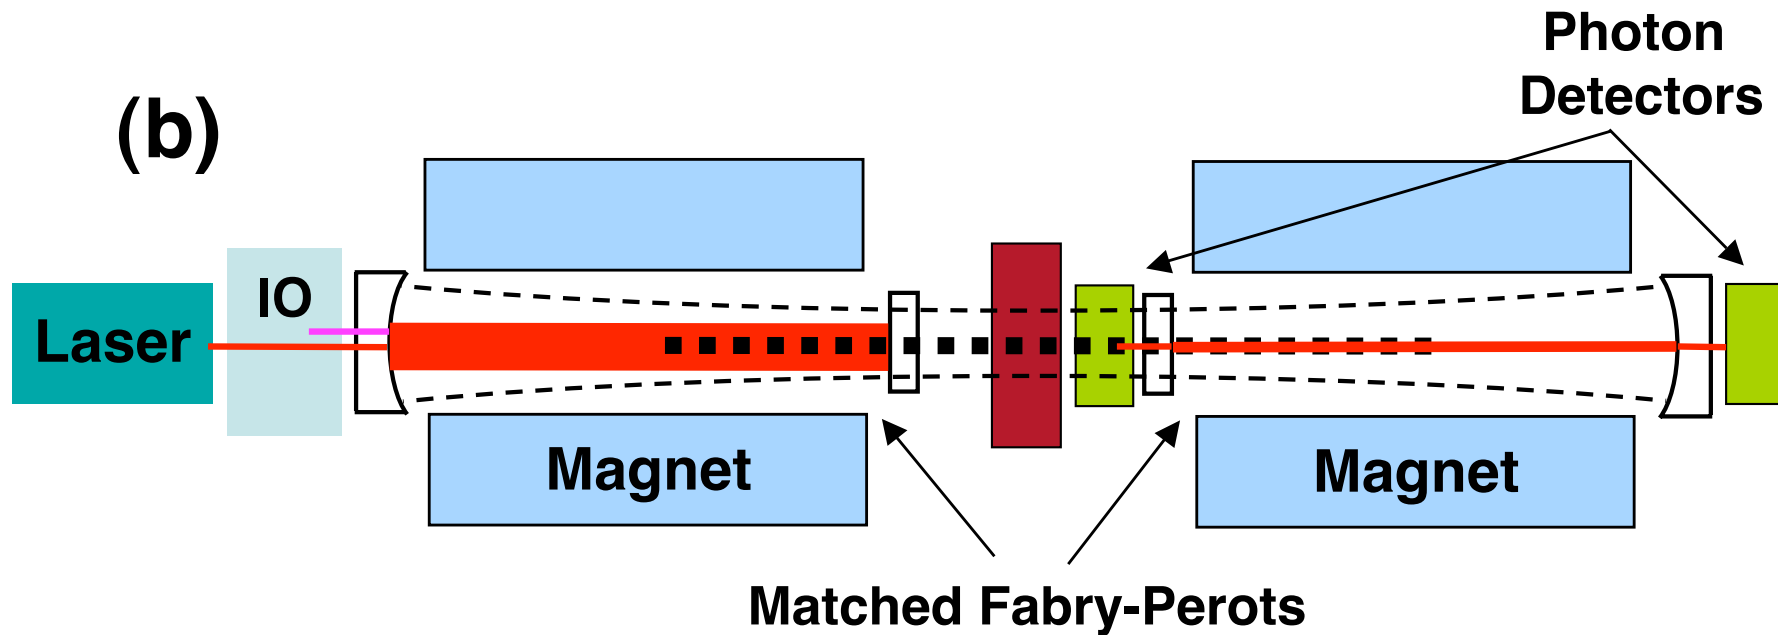 Photon
Detectors
(b)
IO
Laser
Magnet
Magnet
Matched Fabry-Perots